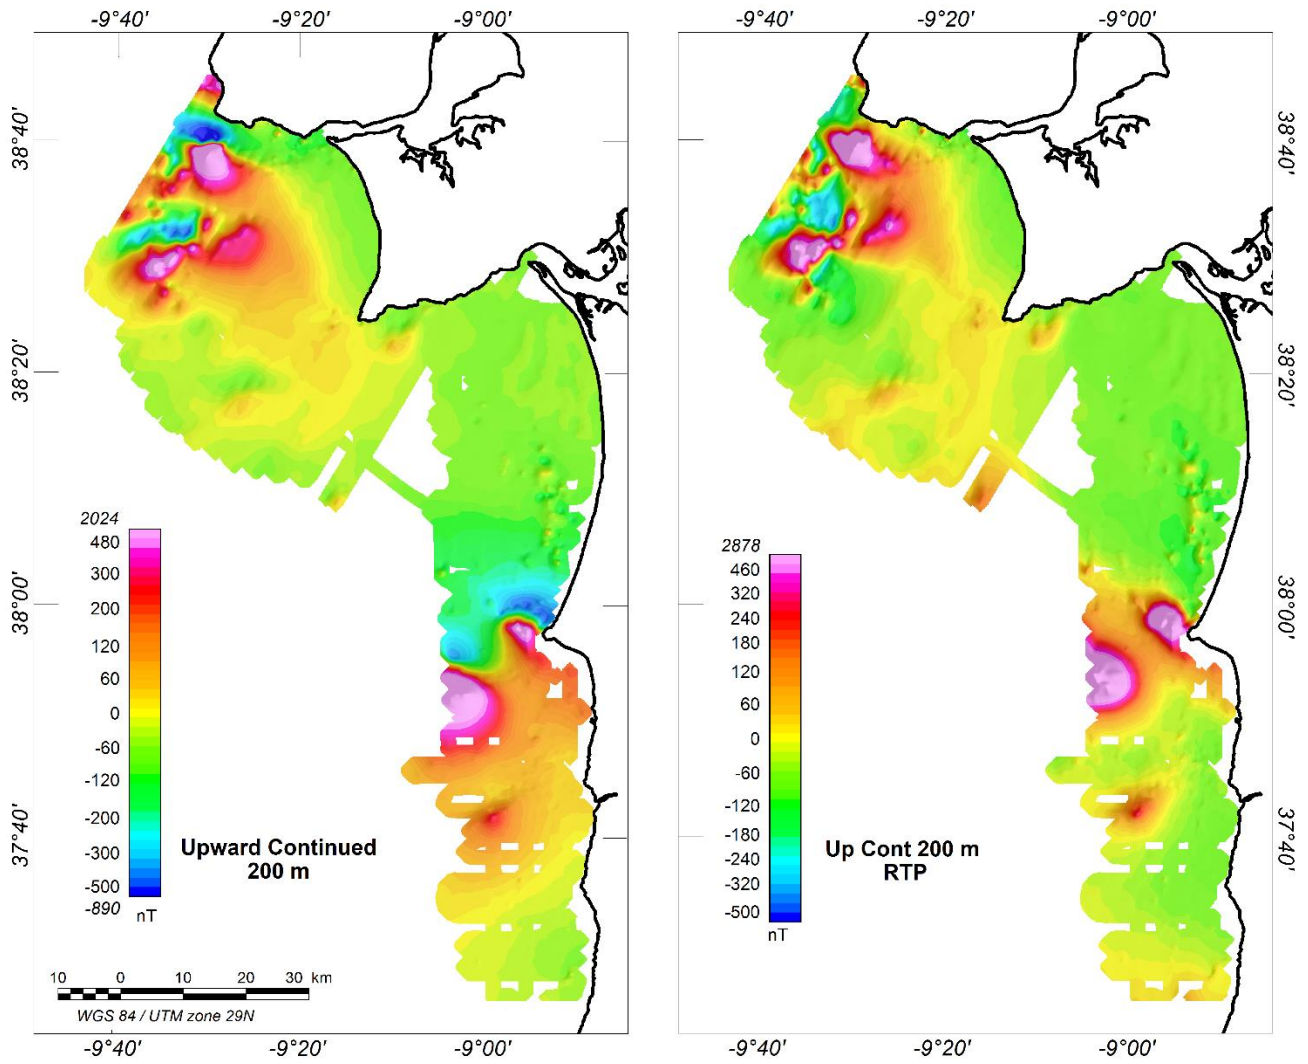 -9°40' -9°20' -9°00'
-9°40' -9°20' -9°00'
38°40'
38°20'
38°00'
37°40'
2024
480
300
200
120
60
0
-60
-120
-200
-300
-500
-890
nT
Upward Continued
200 m
10 0 10 20 30 km
WGS 84 / UTM zone 29N
-9°40' -9°20' -9°00'
38°40'
38°20'
38°00'
37°40'
2878
460
320
240
180
120
60
0
-60
-120
-180
-240
-320
-500
nT
Up Cont 200 m
RTP
-9°40' -9°20' -9°00'